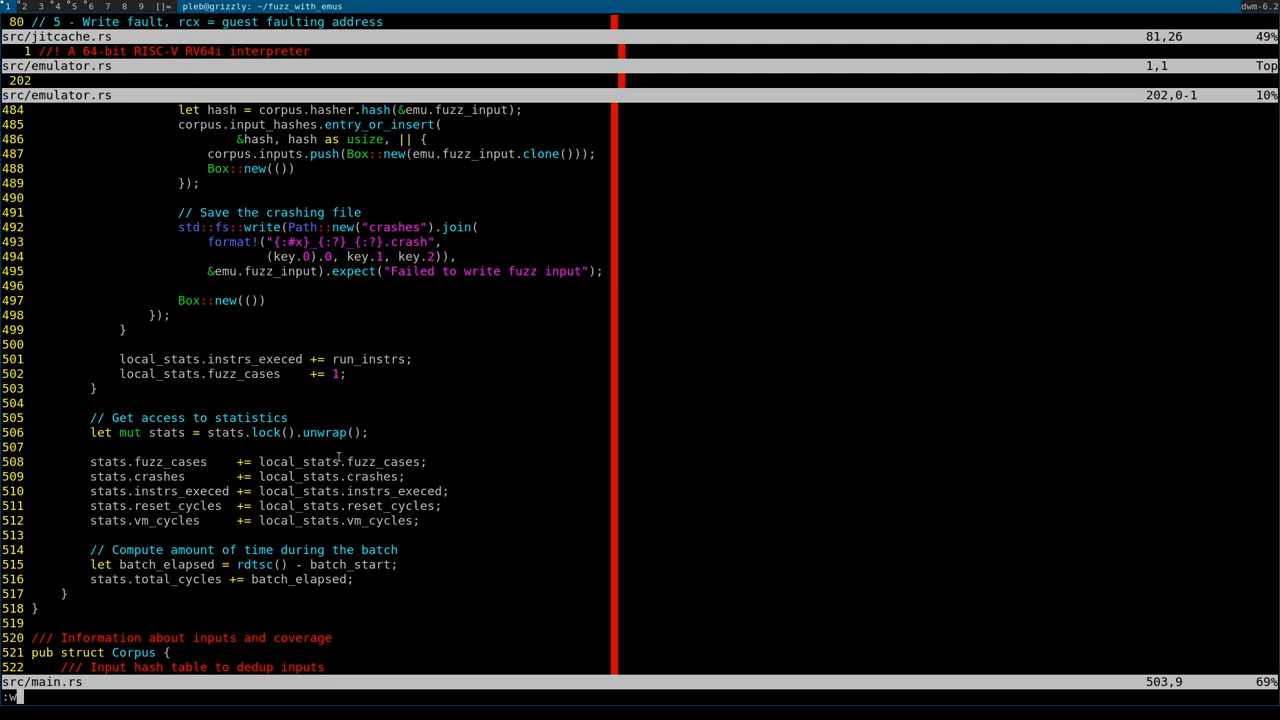 1 2 3 4 5 6 7 8 9 []= pleb@grizzly: ~/fuzz_with_emus dwm-6.2
80 // 5 - Write fault, rcx = guest faulting address
src/jitcache.rs 81,26 49%
1 //! A 64-bit RISC-V RV64i interpreter
src/emulator.rs 1,1 Top
202
src/emulator.rs 202,0-1 10%
484 let hash = corpus.hasher.hash(&emu.fuzz_input);
485 corpus.input_hashes.entry_or_insert(
486 &hash, hash as usize, || {
487 corpus.inputs.push(Box::new(emu.fuzz_input.clone()));
488 Box::new(())
489 });
490
491 // Save the crashing file
492 std::fs::write(Path::new("crashes").join(
493 format!("{:#x}_{:?}_{:?}.crash",
494 (key.0).0, key.1, key.2)),
495 &emu.fuzz_input).expect("Failed to write fuzz input");
496
497 Box::new(())
498 });
499 }
500
501 local_stats.instrs_execed += run_instrs;
502 local_stats.fuzz_cases += 1;
503 }
504
505 // Get access to statistics
506 let mut stats = stats.lock().unwrap();
507
508 stats.fuzz_cases += local_stats.fuzz_cases;
509 stats.crashes += local_stats.crashes;
510 stats.instrs_execed += local_stats.instrs_execed;
511 stats.reset_cycles += local_stats.reset_cycles;
512 stats.vm_cycles += local_stats.vm_cycles;
513
514 // Compute amount of time during the batch
515 let batch_elapsed = rdtsc() - batch_start;
516 stats.total_cycles += batch_elapsed;
517 }
518 }
519
520 /// Information about inputs and coverage
521 pub struct Corpus {
522 /// Input hash table to dedup inputs
src/main.rs 503,9 69%
:w